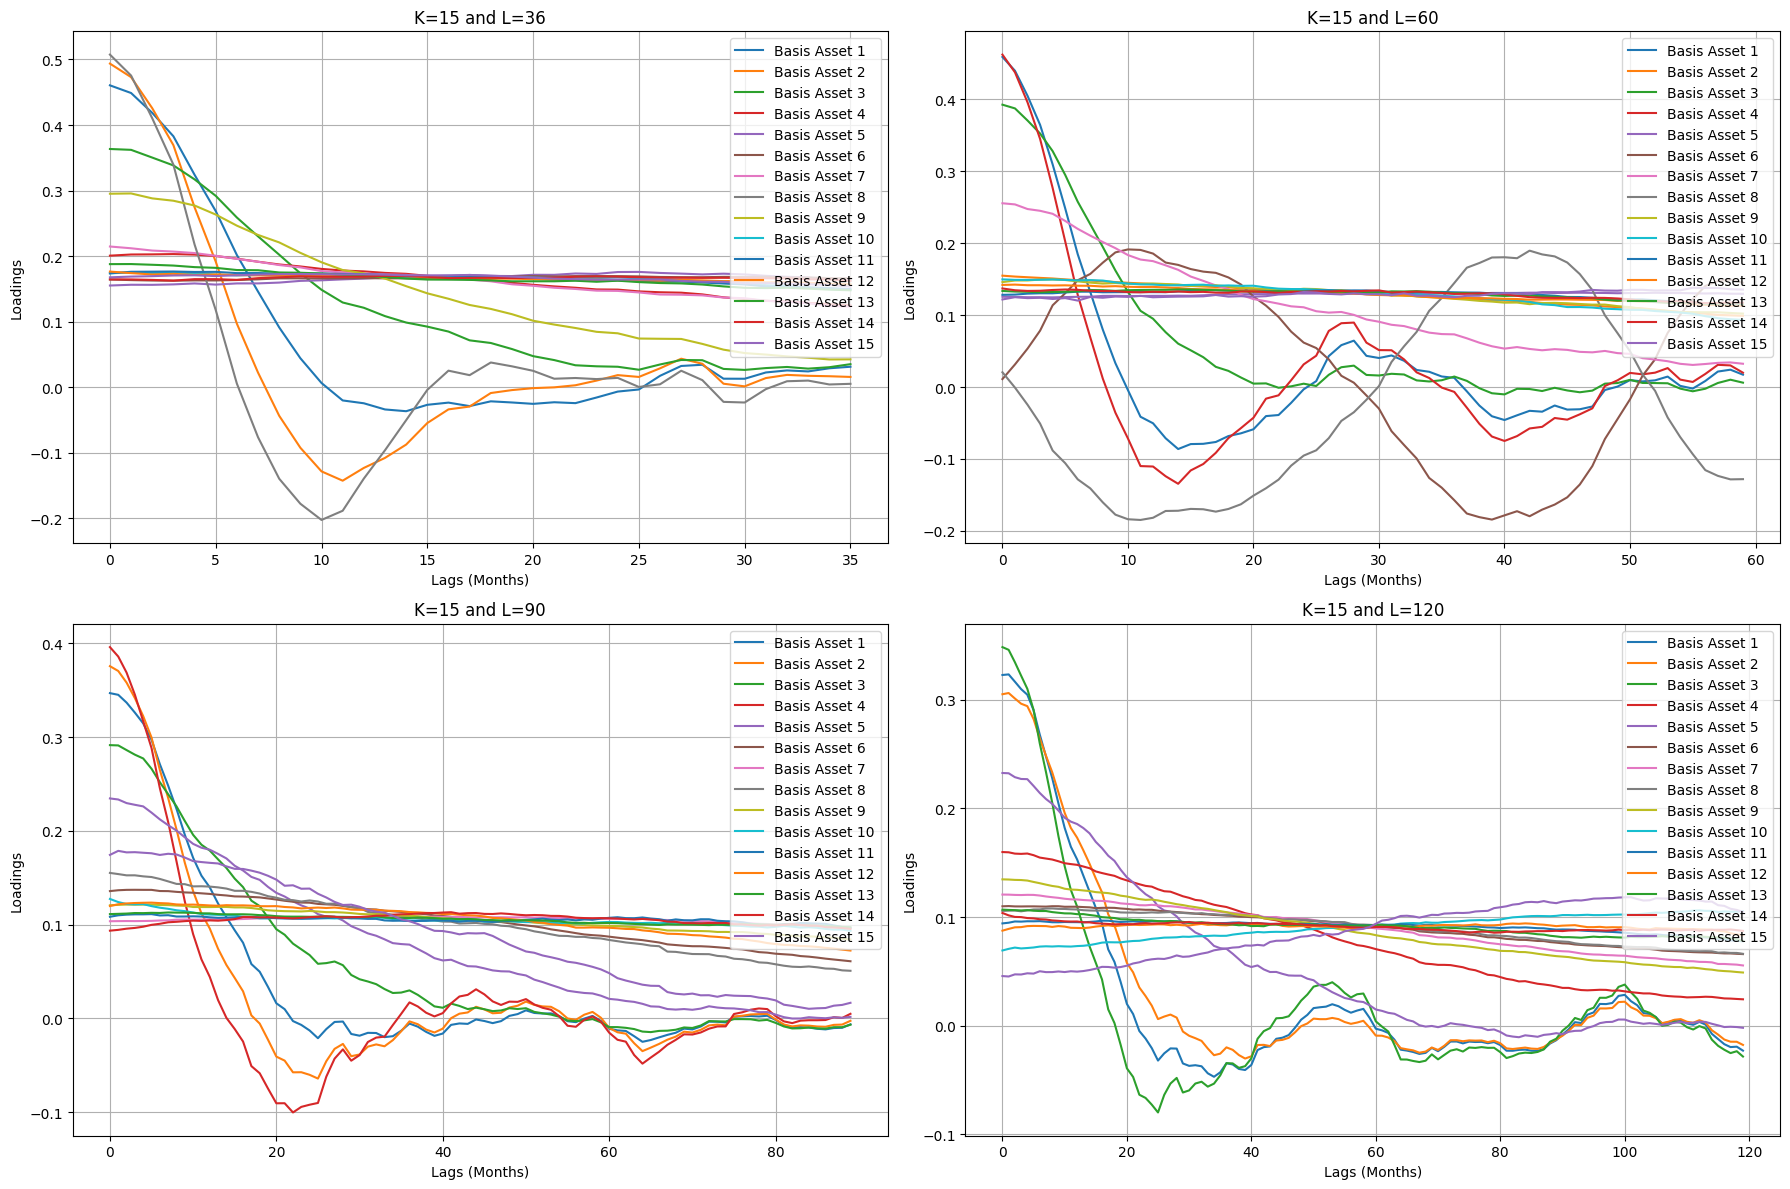 K=15 and L=36
Loadings
0.5
0.4
0.3
0.2
0.1
0.0
−0.1
−0.2
0 5 10 15 20 25 30 35
Lags (Months)
Basis Asset 1
Basis Asset 2
Basis Asset 3
Basis Asset 4
Basis Asset 5
Basis Asset 6
Basis Asset 7
Basis Asset 8
Basis Asset 9
Basis Asset 10
Basis Asset 11
Basis Asset 12
Basis Asset 13
Basis Asset 14
Basis Asset 15
K=15 and L=60
Loadings
0.4
0.3
0.2
0.1
0.0
−0.1
−0.2
0 10 20 30 40 50 60
Lags (Months)
Basis Asset 1
Basis Asset 2
Basis Asset 3
Basis Asset 4
Basis Asset 5
Basis Asset 6
Basis Asset 7
Basis Asset 8
Basis Asset 9
Basis Asset 10
Basis Asset 11
Basis Asset 12
Basis Asset 13
Basis Asset 14
Basis Asset 15
K=15 and L=90
Loadings
0.4
0.3
0.2
0.1
0.0
−0.1
0 20 40 60 80
Lags (Months)
Basis Asset 1
Basis Asset 2
Basis Asset 3
Basis Asset 4
Basis Asset 5
Basis Asset 6
Basis Asset 7
Basis Asset 8
Basis Asset 9
Basis Asset 10
Basis Asset 11
Basis Asset 12
Basis Asset 13
Basis Asset 14
Basis Asset 15
K=15 and L=120
Loadings
0.3
0.2
0.1
0.0
−0.1
0 20 40 60 80 100 120
Lags (Months)
Basis Asset 1
Basis Asset 2
Basis Asset 3
Basis Asset 4
Basis Asset 5
Basis Asset 6
Basis Asset 7
Basis Asset 8
Basis Asset 9
Basis Asset 10
Basis Asset 11
Basis Asset 12
Basis Asset 13
Basis Asset 14
Basis Asset 15